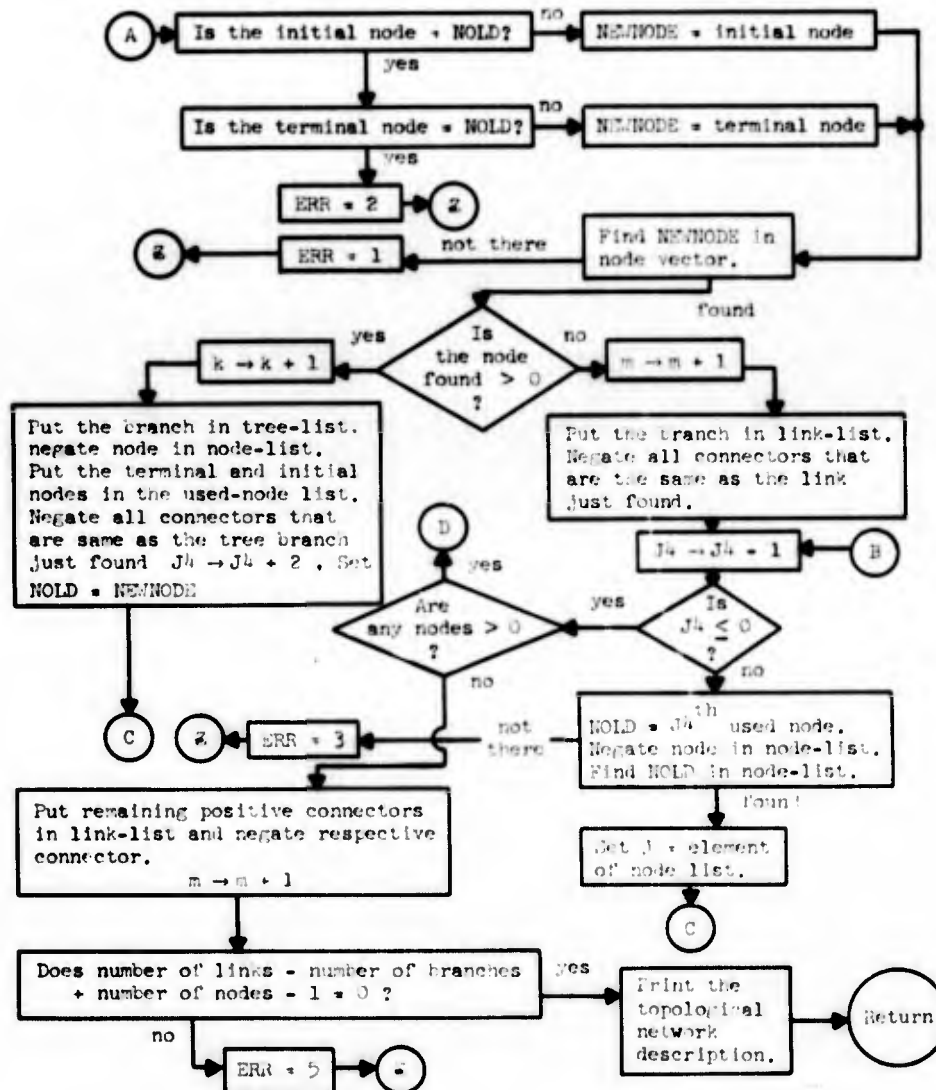 A
Is the initial node = NOLD?
no
NEWNODE = initial node
yes
Is the terminal node = NOLD?
no
NEWNODE = terminal node
yes
ERR = 2
Z
Z
ERR = 1
not there
Find NEWNODE in
node vector.
found
yes
Is
the node
found > 0
?
no
k → k + 1
m → m + 1
Put the branch in tree-list.
negate node in node-list.
Put the terminal and initial
nodes in the used-node list.
Negate all connectors that
are same as the tree branch
just found J4 → J4 + 2 . Set
NOLD = NEWNODE
Put the branch in link-list.
Negate all connectors that
are the same as the link
just found.
D
J4 → J4 - 1
B
yes
Are
any nodes > 0
?
yes
Is
J4 ≤ 0
?
no
no
C
Z
ERR = 3
not
there
NOLD = J4th used node.
Negate node in node-list.
Find NOLD in node-list.
found
Put remaining positive connectors
in link-list and negate respective
connector.
m → m + 1
Set J = element
of node list.
C
Does number of links - number of branches
+ number of nodes - 1 = 0 ?
yes
Print the
topological
network
description.
Return
no
ERR = 5
Z